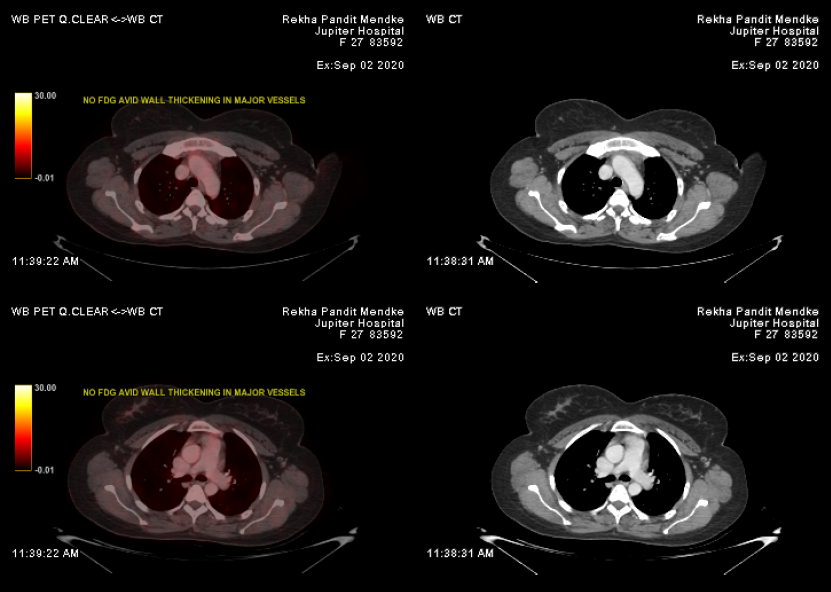 WB PET Q.CLEAR<->WB CT
Rekha Pandit Mendke
Jupiter Hospital
F 27 83592
Ex:Sep 02 2020
30.00
NO FDG AVID WALL THICKENING IN MAJOR VESSELS
-0.01
11:39:22 AM
WB CT
Rekha Pandit Mendke
Jupiter Hospital
F 27 83592
Ex:Sep 02 2020
11:38:31 AM
WB PET Q.CLEAR<->WB CT
Rekha Pandit Mendke
Jupiter Hospital
F 27 83592
Ex:Sep 02 2020
30.00
NO FDG AVID WALL THICKENING IN MAJOR VESSELS
-0.01
11:39:22 AM
WB CT
Rekha Pandit Mendke
Jupiter Hospital
F 27 83592
Ex:Sep 02 2020
11:38:31 AM